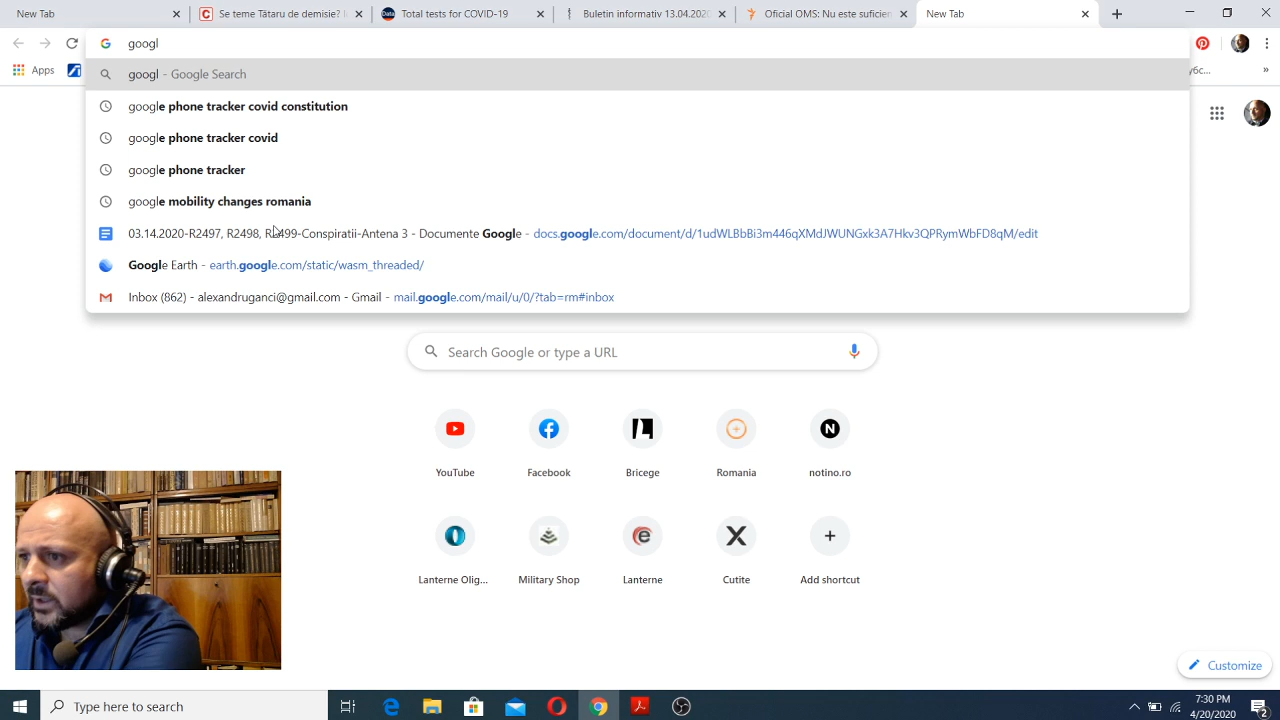 New Tab
Se teme Tătaru de demisie?
Data
Total tests for COVID-19
Buletin informativ 13.04.2020
Oficial OMS: Nu este suficien
New Tab
googl
Apps
googl - Google Search
google phone tracker covid constitution
google phone tracker covid
google phone tracker
google mobility changes romania
03.14.2020-R2497, R2498, R2499-Conspiratii-Antena 3 - Documente Google - docs.google.com/document/d/1udWLBbBi3m446qXMdJWUNGxk3A7Hkv3QPRymWbFD8qM/edit
Google Earth - earth.google.com/static/wasm_threaded/
Inbox (862) - alexandruganci@gmail.com - Gmail - mail.google.com/mail/u/0/?tab=rm#inbox
Search Google or type a URL
YouTube
Facebook
Bricege
Romania
notino.ro
Lanterne Olig...
Military Shop
Lanterne
Cutite
Add shortcut
Customize
Type here to search
7:30 PM
4/20/2020
2